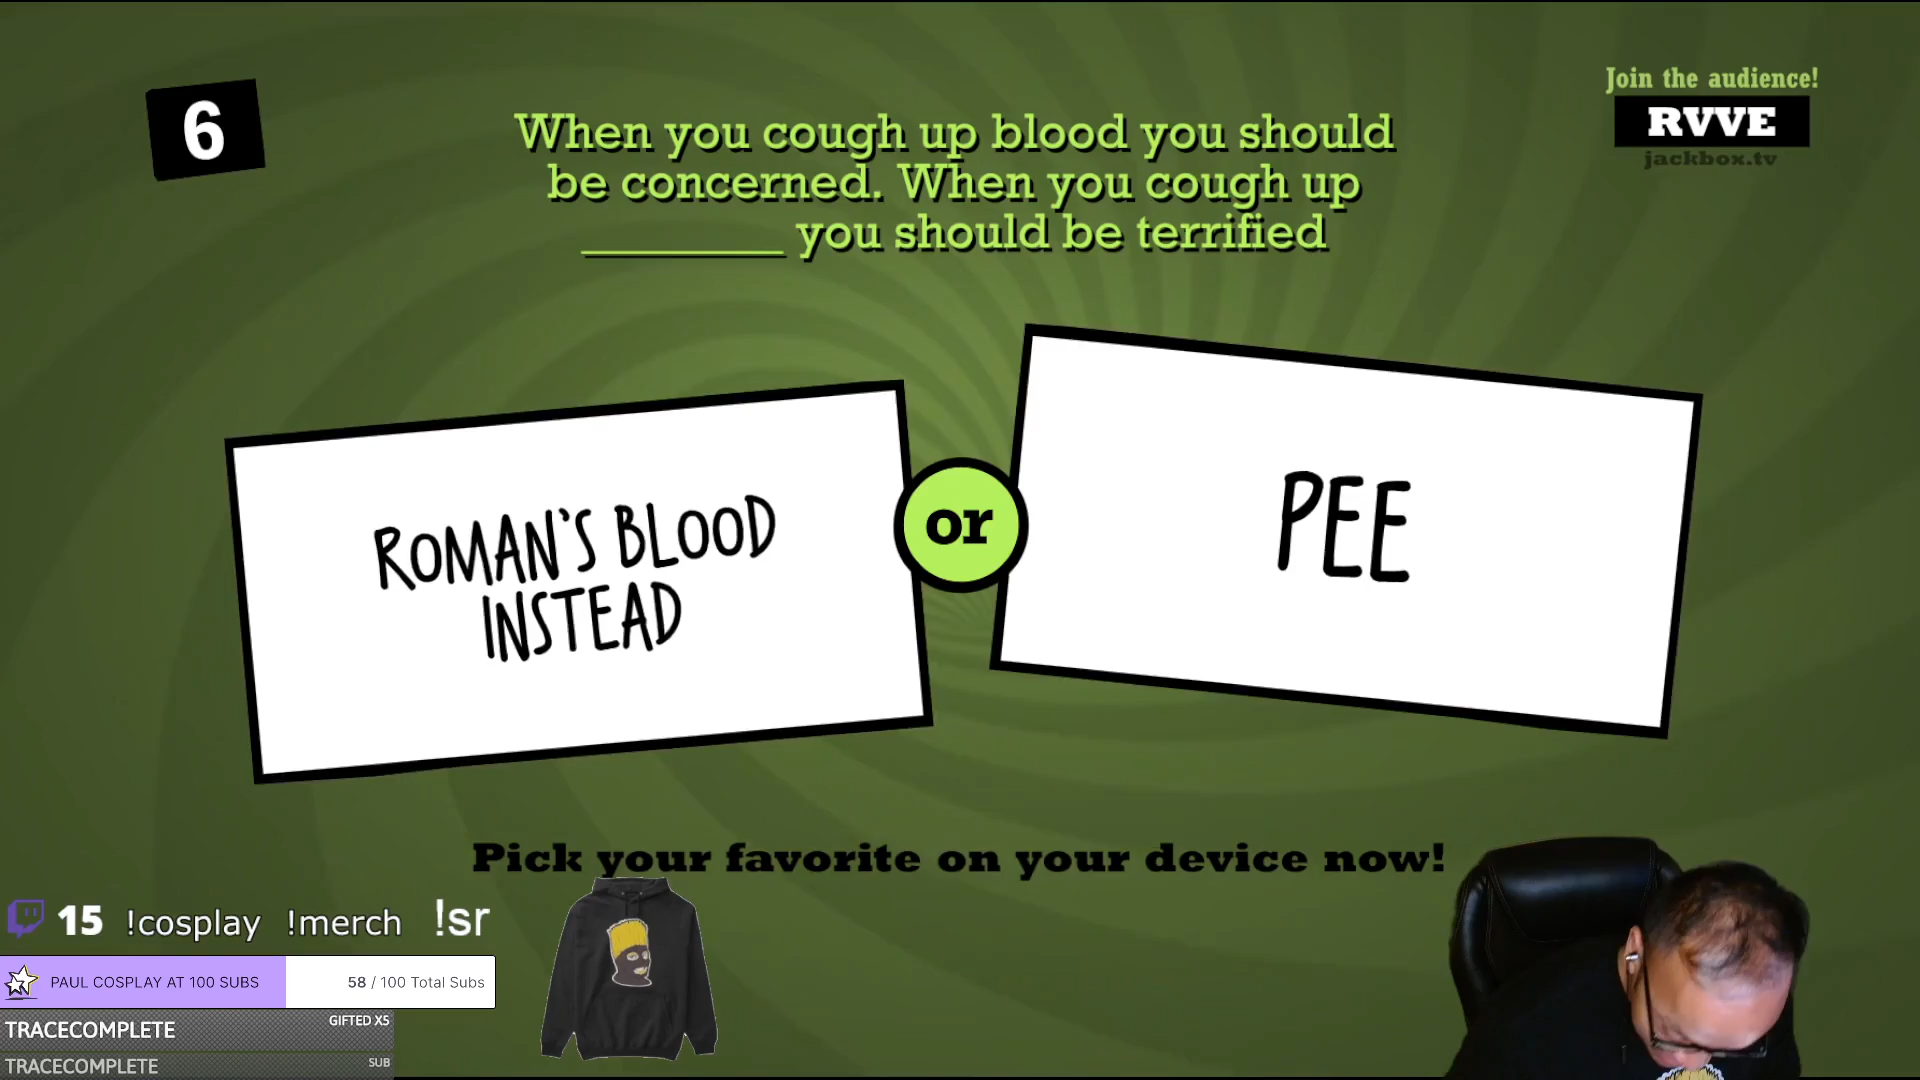 6
When you cough up blood you should
be concerned. When you cough up
________ you should be terrified
Join the audience!
RVVE
jackbox.tv
ROMAN'S BLOOD
INSTEAD
or
PEE
Pick your favorite on your device now!
15 !cosplay !merch !sr
PAUL COSPLAY AT 100 SUBS 58 / 100 Total Subs
TRACECOMPLETE GIFTED X5
TRACECOMPLETE SUB